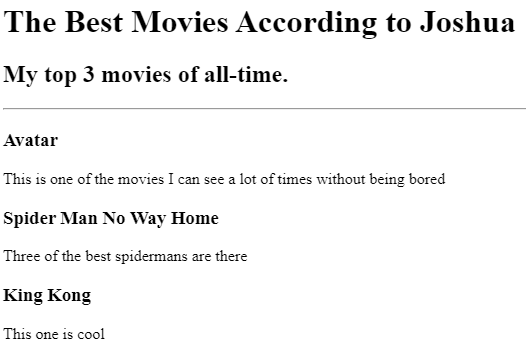 The Best Movies According to Joshua
My top 3 movies of all-time.
Avatar
This is one of the movies I can see a lot of times without being bored
Spider Man No Way Home
Three of the best spidermans are there
King Kong
This one is cool